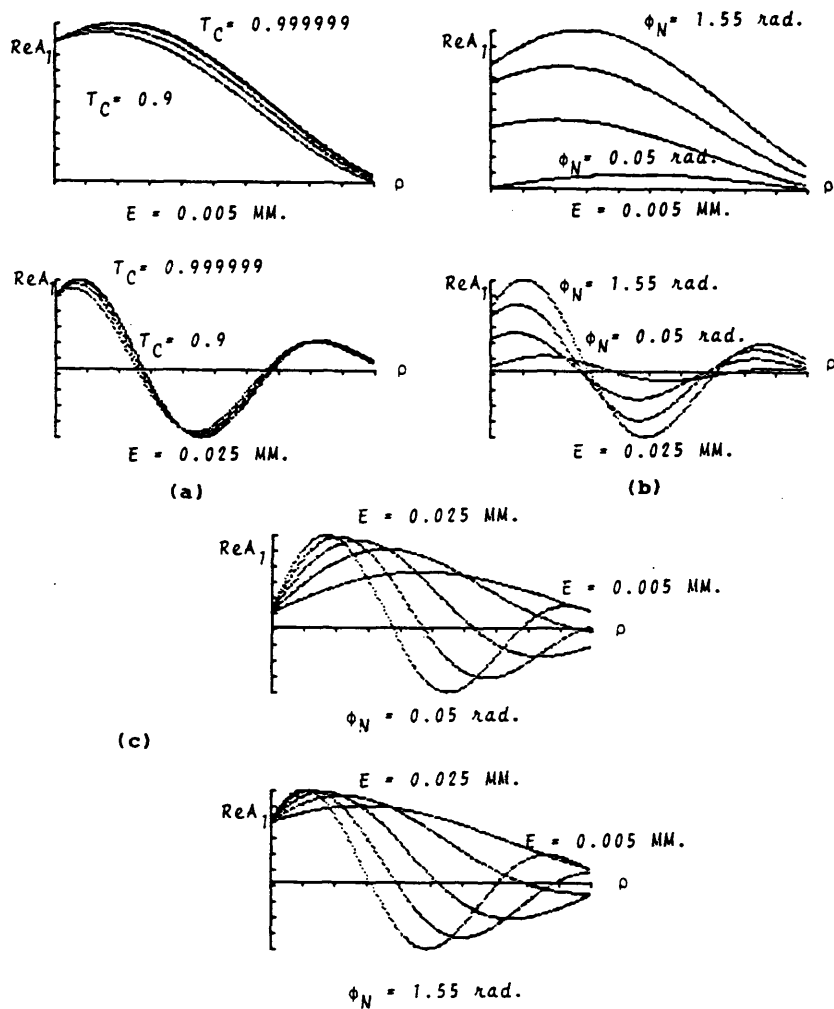 ReA₁
T_C = 0.999999
T_C = 0.9
ρ
E = 0.005 MM.
ReA₁
ϕ_N = 1.55 rad.
ϕ_N = 0.05 rad.
ρ
E = 0.005 MM.
ReA₁
T_C = 0.999999
T_C = 0.9
ρ
E = 0.025 MM.
(a)
ReA₁
ϕ_N = 1.55 rad.
ϕ_N = 0.05 rad.
ρ
E = 0.025 MM.
(b)
E = 0.025 MM.
ReA₁
E = 0.005 MM.
ρ
ϕ_N = 0.05 rad.
(c)
E = 0.025 MM.
ReA₁
E = 0.005 MM.
ρ
ϕ_N = 1.55 rad.